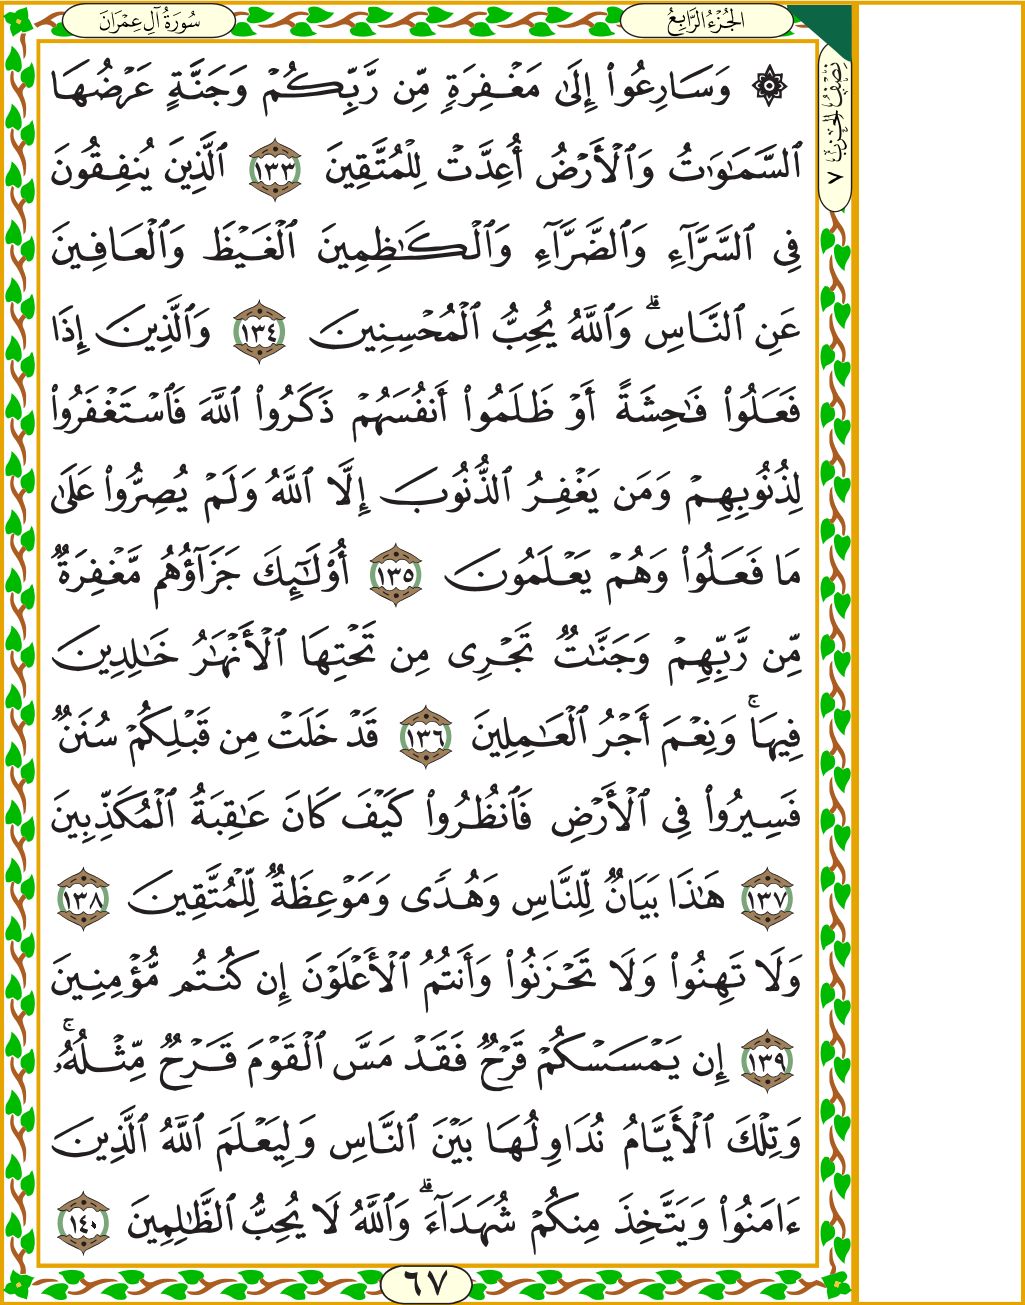 سُورَةُ آلِ عِمْرَان
الجُزْءُ الرَّابِعُ
نِصْفُ الحِزْبِ ٧
۞ وَسَارِعُوٓا۟ إِلَىٰ مَغْفِرَةٍ مِّن رَّبِّكُمْ وَجَنَّةٍ عَرْضُهَا
ٱلسَّمَٰوَٰتُ وَٱلْأَرْضُ أُعِدَّتْ لِلْمُتَّقِينَ ١٣٣ ٱلَّذِينَ يُنفِقُونَ
فِى ٱلسَّرَّآءِ وَٱلضَّرَّآءِ وَٱلْكَٰظِمِينَ ٱلْغَيْظَ وَٱلْعَافِينَ
عَنِ ٱلنَّاسِ ۗ وَٱللَّهُ يُحِبُّ ٱلْمُحْسِنِينَ ١٣٤ وَٱلَّذِينَ إِذَا
فَعَلُوا۟ فَٰحِشَةً أَوْ ظَلَمُوٓا۟ أَنفُسَهُمْ ذَكَرُوا۟ ٱللَّهَ فَٱسْتَغْفَرُوا۟
لِذُنُوبِهِمْ وَمَن يَغْفِرُ ٱلذُّنُوبَ إِلَّا ٱللَّهُ وَلَمْ يُصِرُّوا۟ عَلَىٰ
مَا فَعَلُوا۟ وَهُمْ يَعْلَمُونَ ١٣٥ أُو۟لَٰٓئِكَ جَزَآؤُهُم مَّغْفِرَةٌ
مِّن رَّبِّهِمْ وَجَنَّٰتٌ تَجْرِى مِن تَحْتِهَا ٱلْأَنْهَٰرُ خَٰلِدِينَ
فِيهَا ۚ وَنِعْمَ أَجْرُ ٱلْعَٰمِلِينَ ١٣٦ قَدْ خَلَتْ مِن قَبْلِكُمْ سُنَنٌ
فَسِيرُوا۟ فِى ٱلْأَرْضِ فَٱنظُرُوا۟ كَيْفَ كَانَ عَٰقِبَةُ ٱلْمُكَذِّبِينَ
١٣٧ هَٰذَا بَيَانٌ لِّلنَّاسِ وَهُدًى وَمَوْعِظَةٌ لِّلْمُتَّقِينَ ١٣٨
وَلَا تَهِنُوا۟ وَلَا تَحْزَنُوا۟ وَأَنتُمُ ٱلْأَعْلَوْنَ إِن كُنتُم مُّؤْمِنِينَ
١٣٩ إِن يَمْسَسْكُمْ قَرْحٌ فَقَدْ مَسَّ ٱلْقَوْمَ قَرْحٌ مِّثْلُهُۥ ۚ
وَتِلْكَ ٱلْأَيَّامُ نُدَاوِلُهَا بَيْنَ ٱلنَّاسِ وَلِيَعْلَمَ ٱللَّهُ ٱلَّذِينَ
ءَامَنُوا۟ وَيَتَّخِذَ مِنكُمْ شُهَدَآءَ ۗ وَٱللَّهُ لَا يُحِبُّ ٱلظَّٰلِمِينَ ١٤٠
٦٧